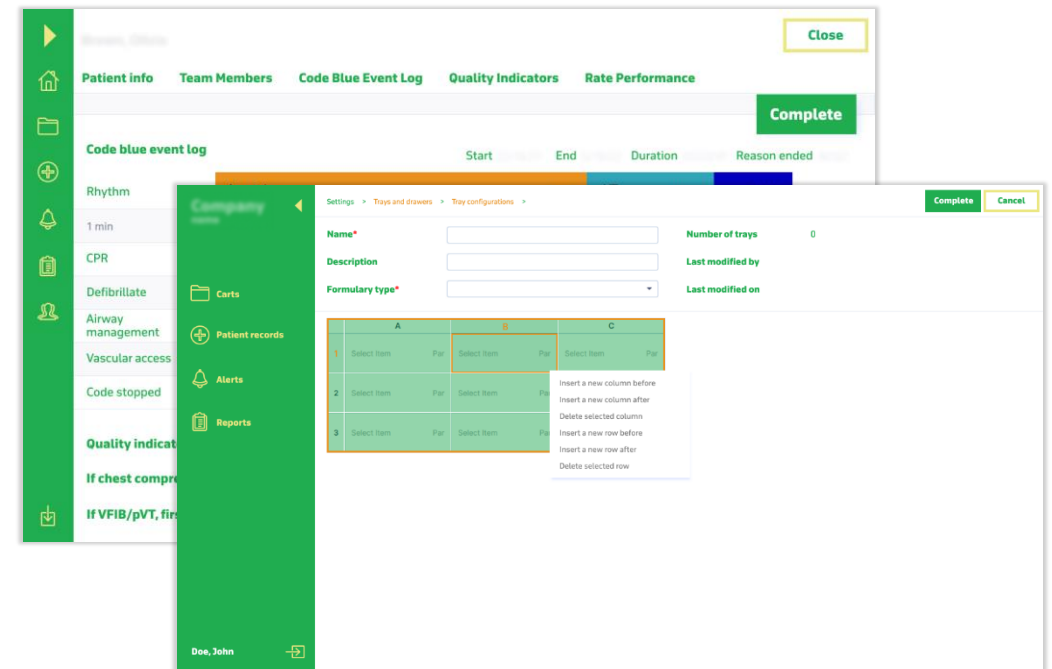 Close
Patient info Team Members Code Blue Event Log Quality Indicators Rate Performance
Complete
Code blue event log
Start End Duration Reason ended
Rhythm
1 min
CPR
Defibrillate
Airway
management
Vascular access
Code stopped
Quality
If chest
If VFIB/pVT,
Company
Settings > Trays and drawers > Tray configurations >
Complete Cancel
Name* Number of trays 0
Description Last modified by
Formulary type* Last modified on
Carts
Patient records
Alerts
Reports
A B C
1 Select Item Par Select Item Par Select Item Par
2 Select Item Par Select Item
3 Select Item Par Select Item
Insert a new column before
Insert a new column after
Delete selected column
Insert a new row before
Insert a new row after
Delete selected row
Doe, John